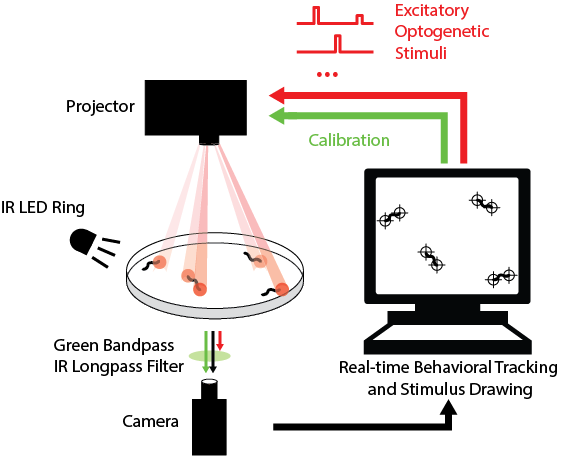 Excitatory
Optogenetic
Stimuli
Projector
Calibration
IR LED Ring
Green Bandpass
IR Longpass Filter
Real-time Behavioral Tracking
and Stimulus Drawing
Camera